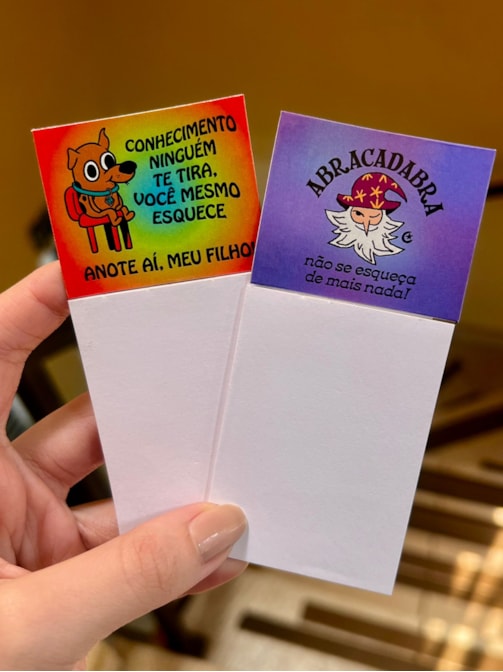 CONHECIMENTO
NINGUÉM
TE TIRA,
VOCÊ MESMO
ESQUECE
ANOTE AÍ, MEU FILHO
ABRACADABRA
não se esqueça
de mais nada!